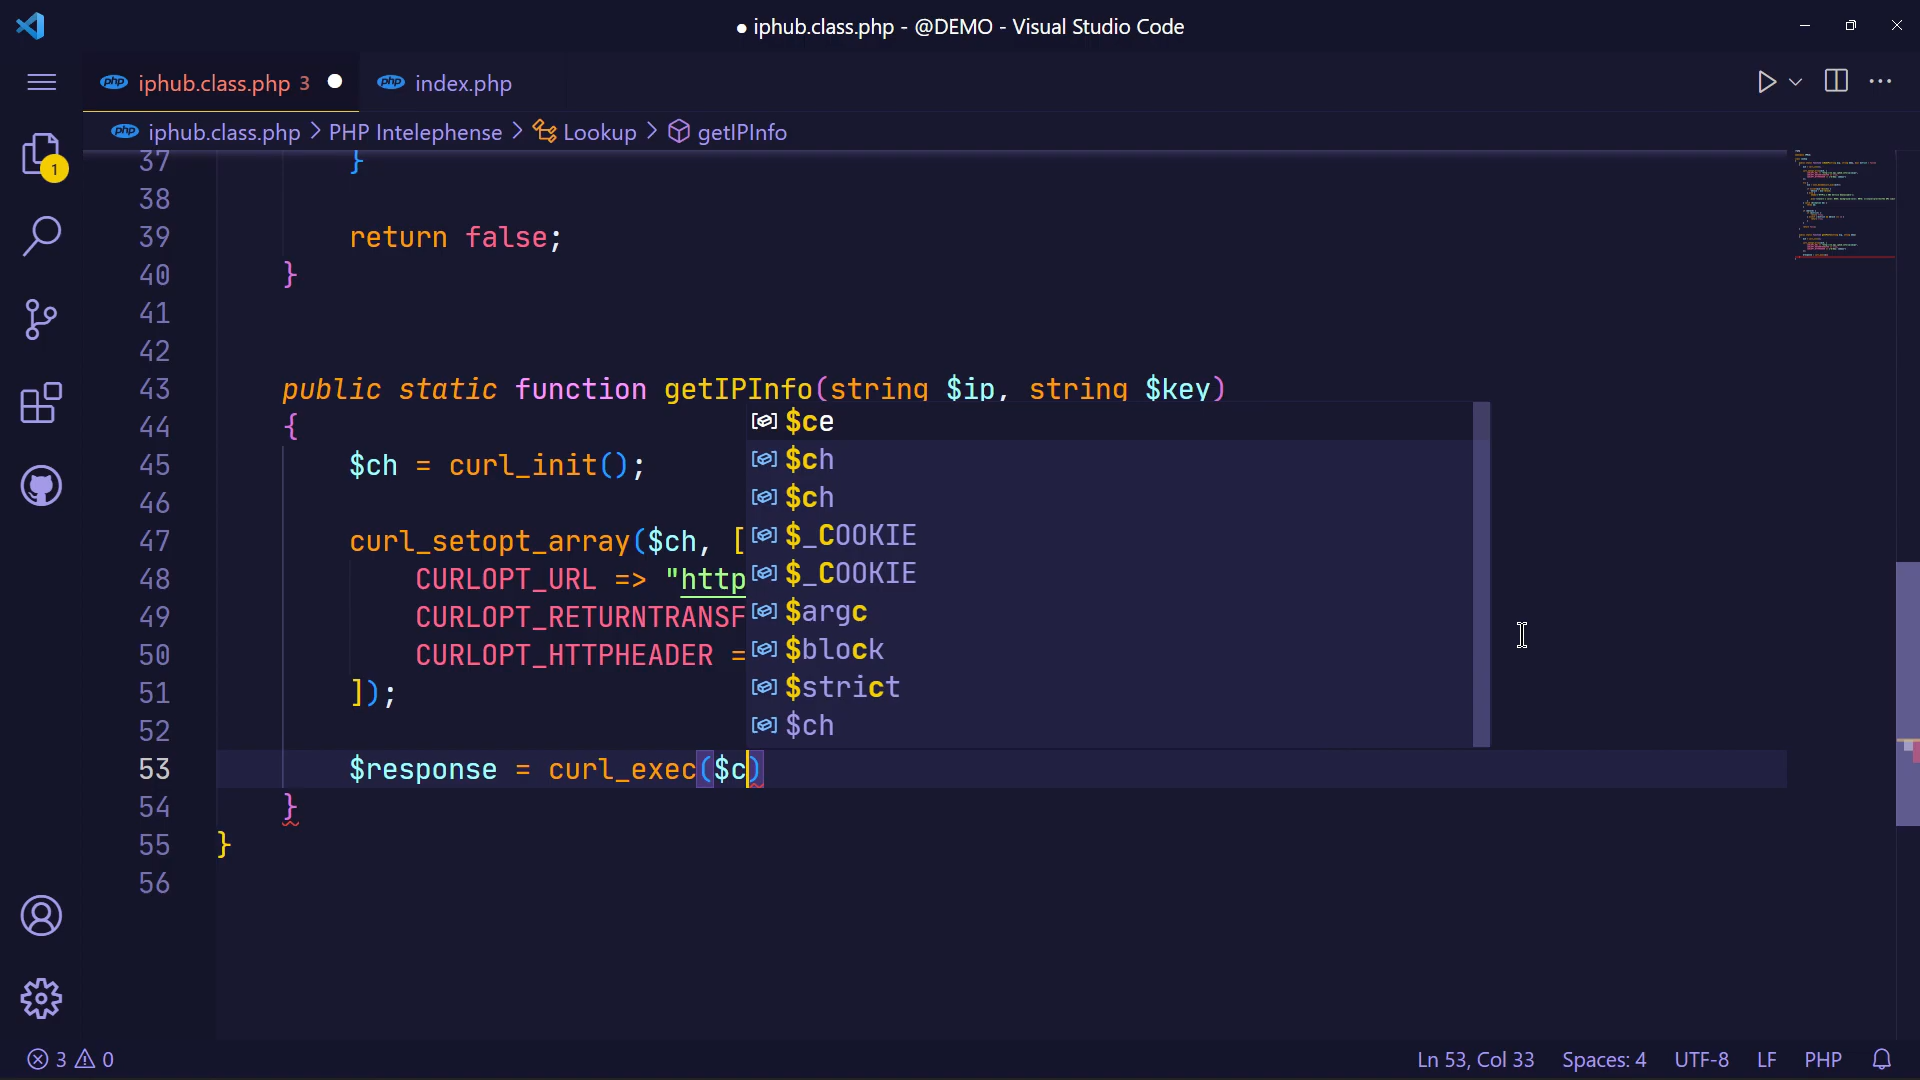 ● iphub.class.php - @DEMO - Visual Studio Code
php iphub.class.php 3 ●
php index.php
php iphub.class.php > PHP Intelephense > Lookup > getIPInfo
1
37 }
38
39 return false;
40 }
41
42
43 public static function getIPInfo(string $ip, string $key)
44 {
45 $ch = curl_init();
46
47 curl_setopt_array($ch, [
48 CURLOPT_URL => "http
49 CURLOPT_RETURNTRANSF
50 CURLOPT_HTTPHEADER =
51 ]);
52
53 $response = curl_exec($c)
54 }
55 }
56
$ce
$ch
$ch
$_COOKIE
$_COOKIE
$argc
$block
$strict
$ch
3 0
Ln 53, Col 33 Spaces: 4 UTF-8 LF PHP